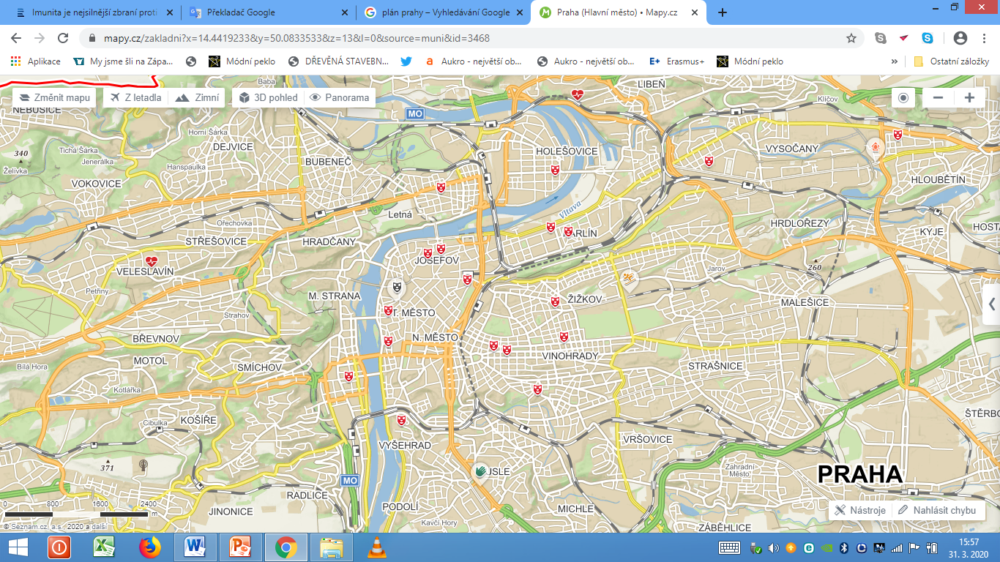 Imunita je nejsilnější zbraní proti
Překladač Google
plán prahy – Vyhledávání Google
Praha (Hlavní město) • Mapy.cz
mapy.cz/zakladni?x=14.4419233&y=50.0833533&z=13&l=0&source=muni&id=3468
Aplikace
My jsme šli na Zápa...
Módní peklo
DŘEVĚNÁ STAVEBN...
Aukro - největší ob...
Aukro - největší ob...
Erasmus+
Módní peklo
»
Ostatní záložky
Baba
LIBEŇ
Změnit mapu
Z letadla
Zimní
3D pohled
Panorama
Klíčov
NEBUŠICE
MO
Horní Šárka
DEJVICE
Tichá Šárka
Jenerálka
340
Želivka
Hanspaulka
BUBENEČ
HOLEŠOVICE
VYSOČANY
VOKOVICE
HLOUBĚTÍN
Letná
Vltava
Ořechovka
HRDLOŘEZY
STŘEŠOVICE
HRADČANY
ARLÍN
KYJE
HOSTA
JOSEFOV
VELESLAVÍN
260
Jarov
Petřiny
M. STRANA
ŽIŽKOV
MALEŠICE
Strahov
T. MĚSTO
BŘEVNOV
N. MĚSTO
MOTOL
VINOHRADY
Bílá Hora
SMÍCHOV
STRAŠNICE
Kotlářka
Cibulka
KOŠÍŘE
ŠTĚRBO
VYŠEHRAD
VRŠOVICE
371
USLE
Zahradní
Město
PRAHA
MO
RADLICE
0 800 1600 2400
m
JINONICE
PODOLÍ
MICHLE
Nástroje
Nahlásit chybu
Kavčí Hory
© Seznam.cz, a.s., 2020 a další
ZÁBĚHLICE
15:57
31. 3. 2020